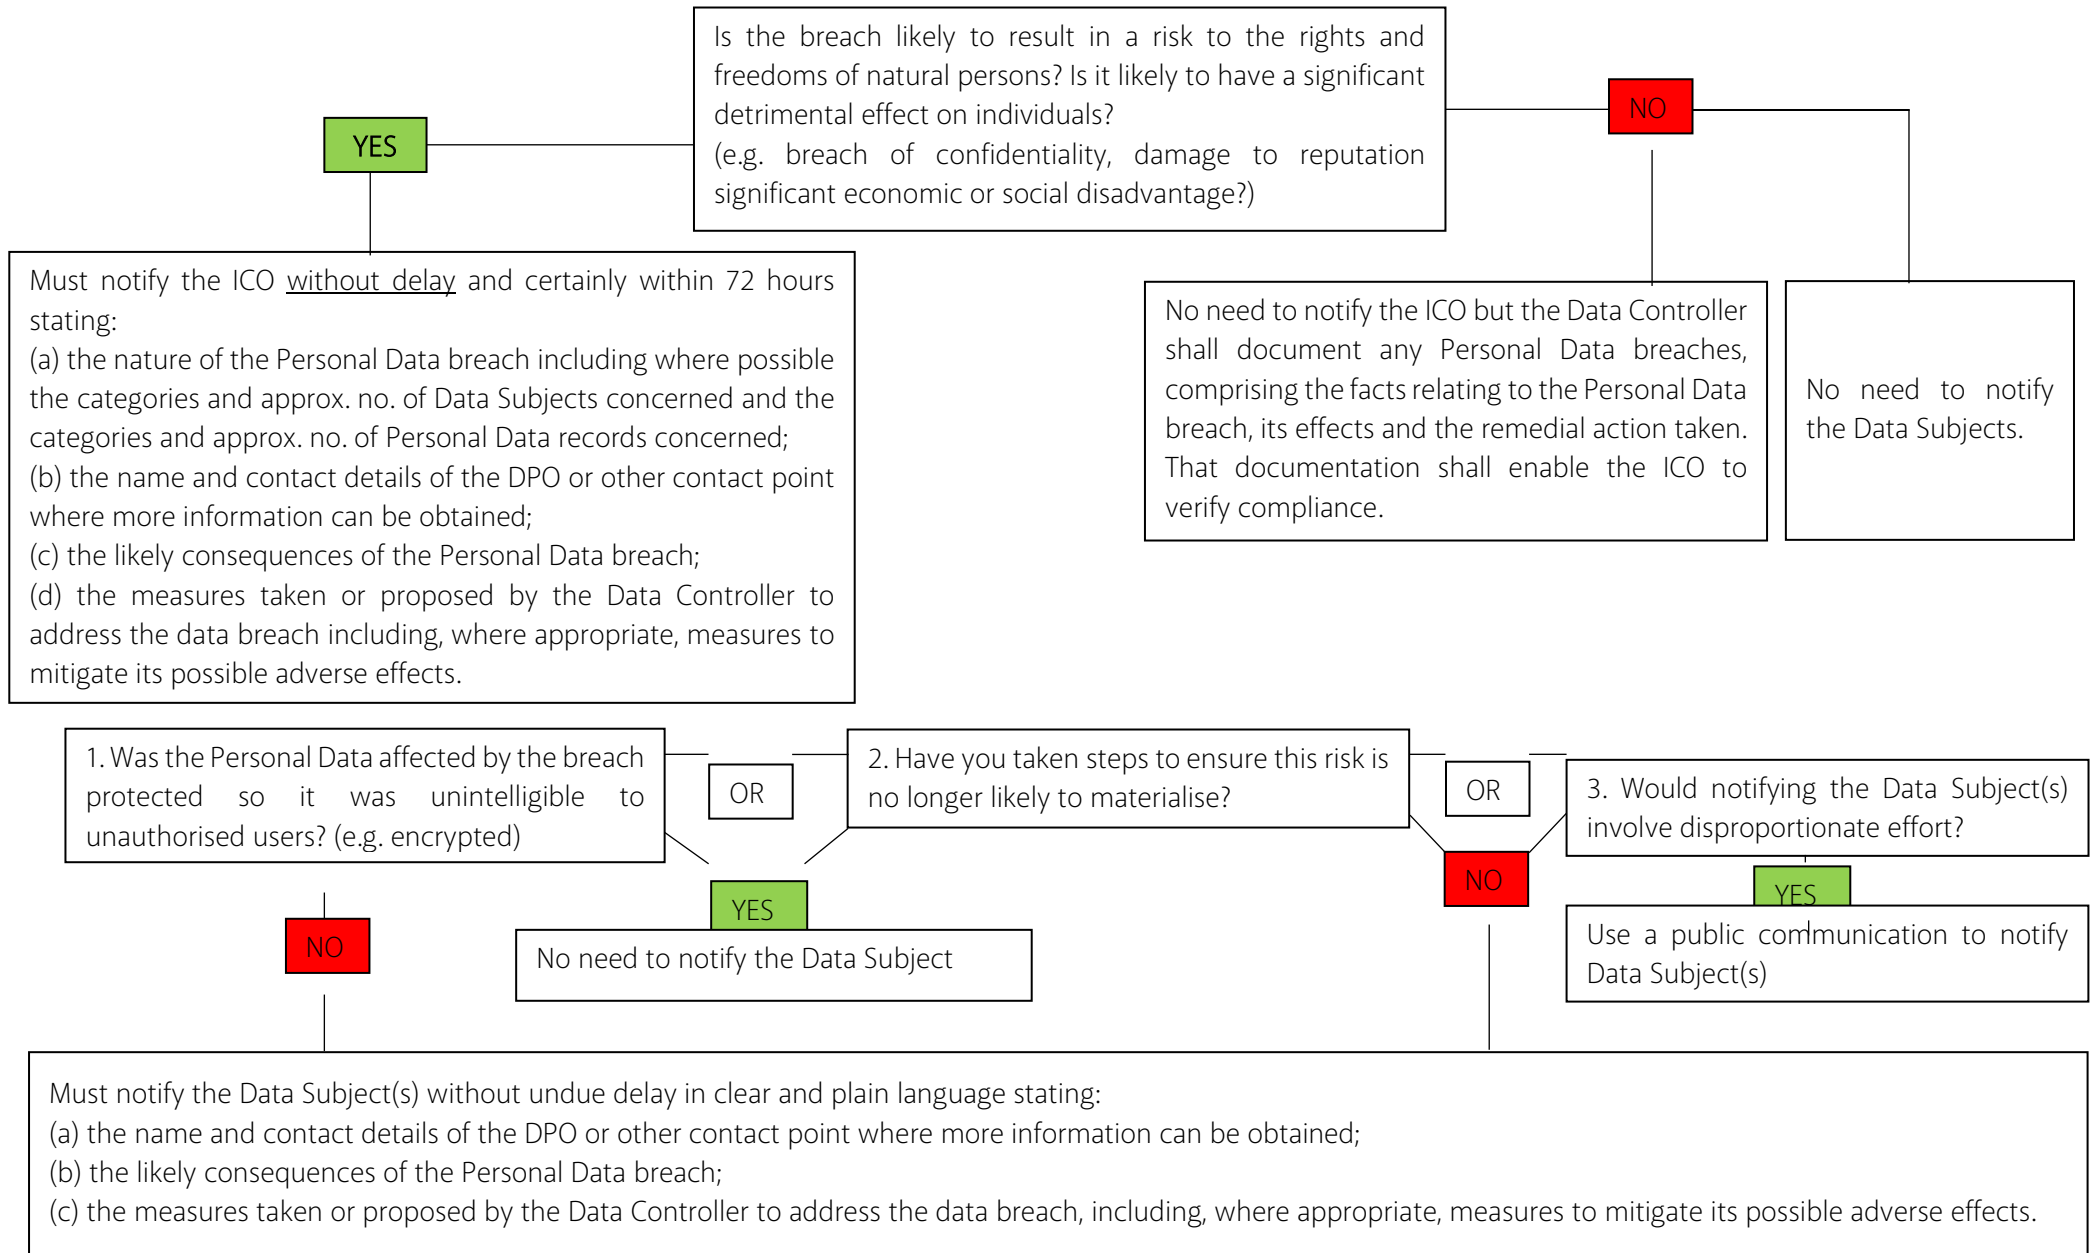 Is the breach likely to result in a risk to the rights and
freedoms of natural persons? Is it likely to have a significant
detrimental effect on individuals?
(e.g. breach of confidentiality, damage to reputation
significant economic or social disadvantage?)
YES
NO
Must notify the ICO without delay and certainly within 72 hours
stating:
(a) the nature of the Personal Data breach including where possible
the categories and approx. no. of Data Subjects concerned and the
categories and approx. no. of Personal Data records concerned;
(b) the name and contact details of the DPO or other contact point
where more information can be obtained;
(c) the likely consequences of the Personal Data breach;
(d) the measures taken or proposed by the Data Controller to
address the data breach including, where appropriate, measures to
mitigate its possible adverse effects.
No need to notify the ICO but the Data Controller
shall document any Personal Data breaches,
comprising the facts relating to the Personal Data
breach, its effects and the remedial action taken.
That documentation shall enable the ICO to
verify compliance.
No need to notify
the Data Subjects.
1. Was the Personal Data affected by the breach
protected so it was unintelligible to
unauthorised users? (e.g. encrypted)
OR
2. Have you taken steps to ensure this risk is
no longer likely to materialise?
OR
3. Would notifying the Data Subject(s)
involve disproportionate effort?
NO
YES
NO
YES
No need to notify the Data Subject
Use a public communication to notify
Data Subject(s)
Must notify the Data Subject(s) without undue delay in clear and plain language stating:
(a) the name and contact details of the DPO or other contact point where more information can be obtained;
(b) the likely consequences of the Personal Data breach;
(c) the measures taken or proposed by the Data Controller to address the data breach, including, where appropriate, measures to mitigate its possible adverse effects.